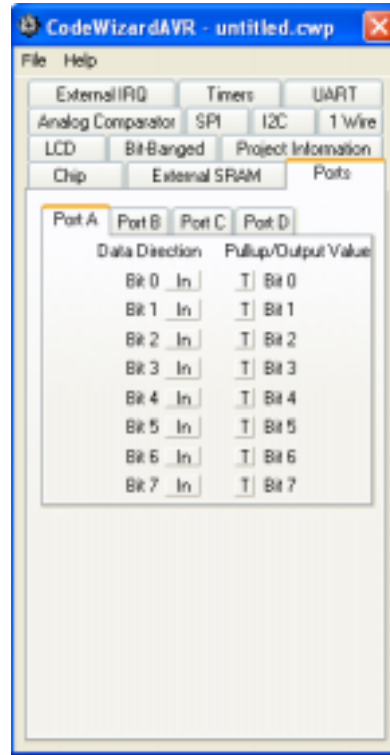 CodeWizardAVR - untitled.cwp
File Help
External IRQ Timers UART
Analog Comparator SPI I2C 1 Wire
LCD Bit-Banged Project Information
Chip External SRAM Ports
Port A Port B Port C Port D
Data Direction Pullup/Output Value
Bit 0 In T Bit 0
Bit 1 In T Bit 1
Bit 2 In T Bit 2
Bit 3 In T Bit 3
Bit 4 In T Bit 4
Bit 5 In T Bit 5
Bit 6 In T Bit 6
Bit 7 In T Bit 7